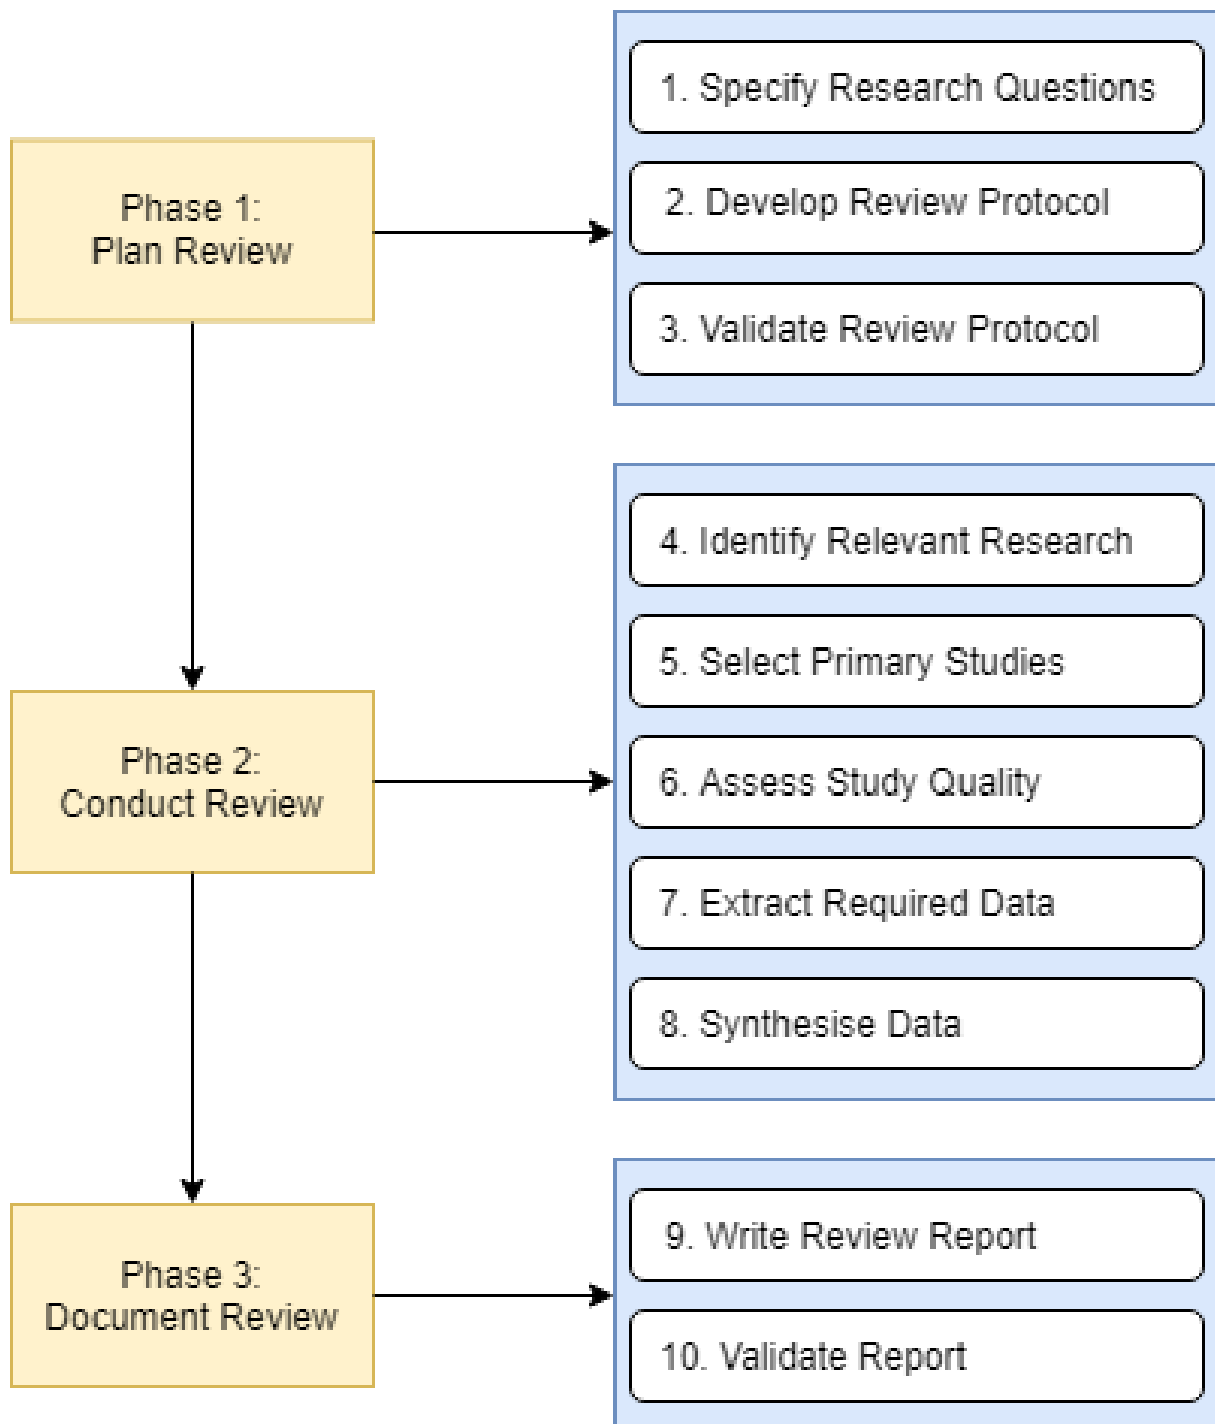 Phase 1:
Plan Review
1. Specify Research Questions
2. Develop Review Protocol
3. Validate Review Protocol
Phase 2:
Conduct Review
4. Identify Relevant Research
5. Select Primary Studies
6. Assess Study Quality
7. Extract Required Data
8. Synthesise Data
Phase 3:
Document Review
9. Write Review Report
10. Validate Report